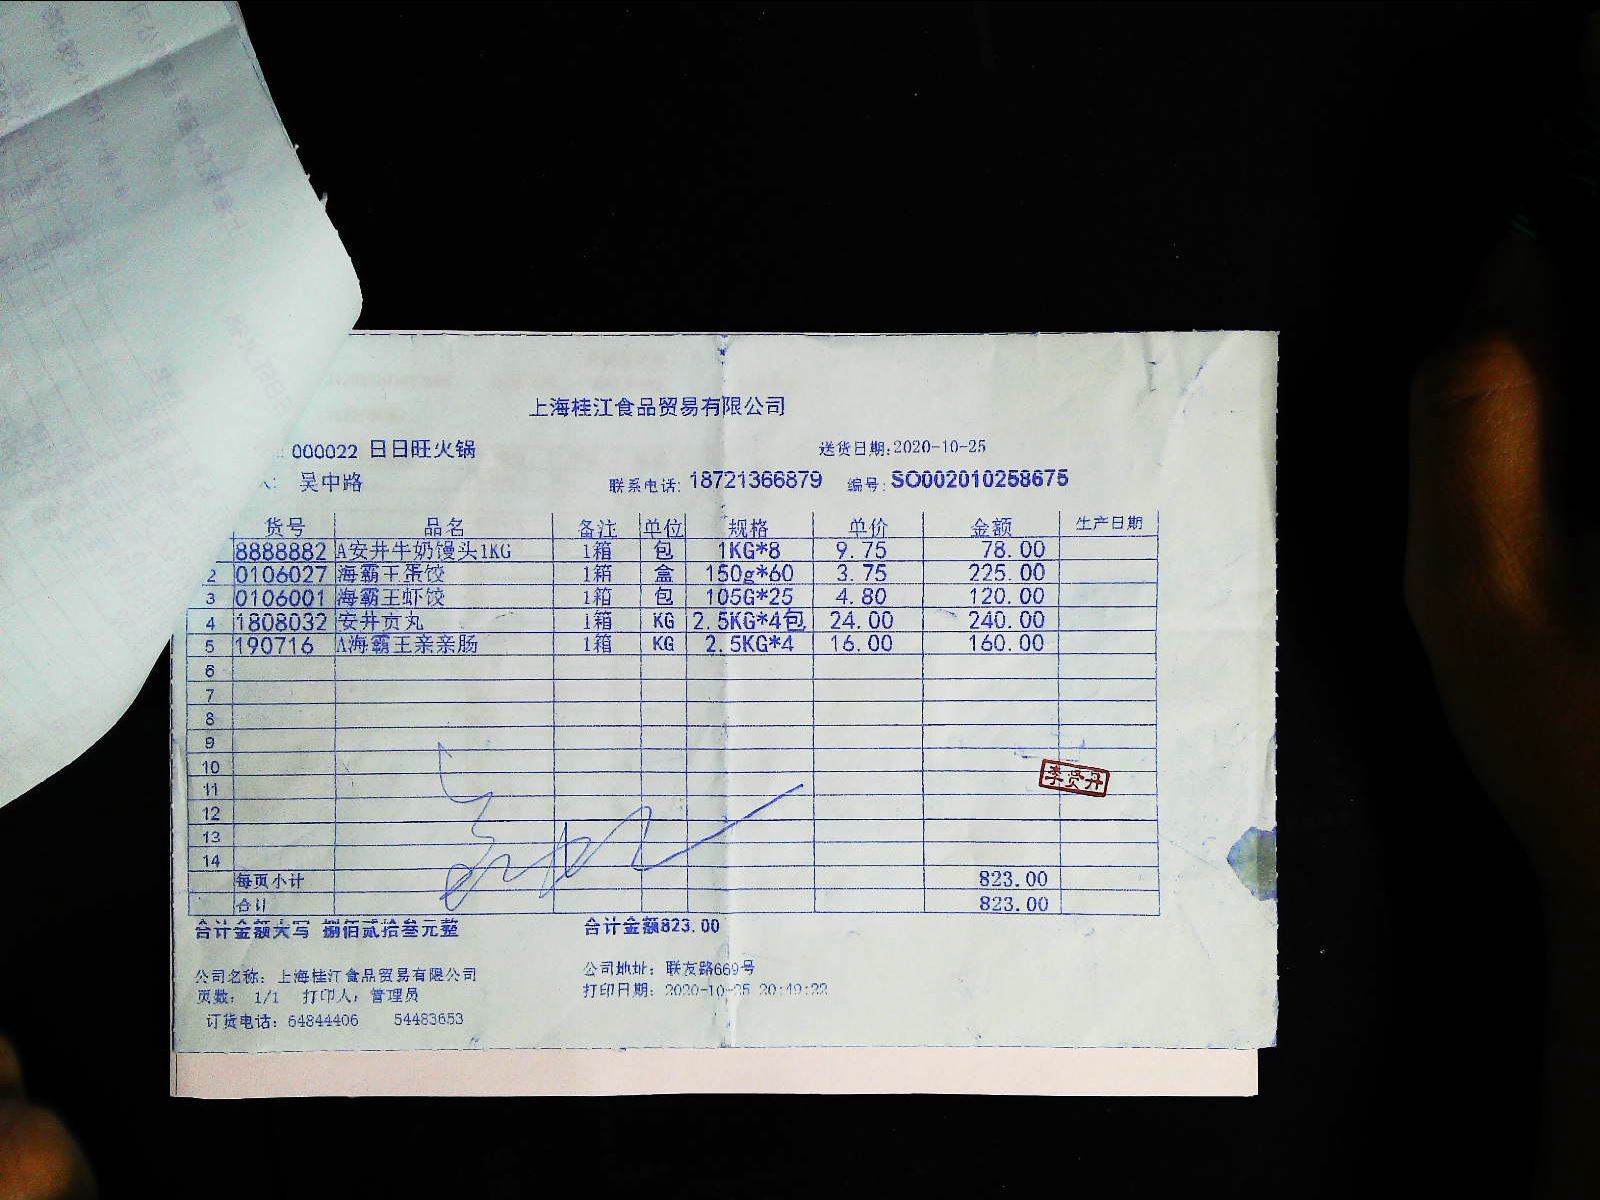 上海桂江食品贸易有限公司
000022 日日旺火锅 送货日期:2020-10-25
吴中路 联系电话: 18721366879 编号: SO002010258675
货号 品名 备注 单位 规格 单价 金额 生产日期
8888882 A安井牛奶馒头1KG 1箱 包 1KG*8 9.75 78.00
2 0106027 海霸王蛋饺 1箱 盒 150g*60 3.75 225.00
3 0106001 海霸王虾饺 1箱 包 105G*25 4.80 120.00
4 1808032 安井贡丸 1箱 KG 2.5KG*4包 24.00 240.00
5 190716 A海霸王亲亲肠 1箱 KG 2.5KG*4 16.00 160.00
6
7
8
9
10
李贤丹
11
12
13
14
每页小计 823.00
合计 823.00
合计金额大写 捌佰贰拾叁元整 合计金额823.00
公司名称: 上海桂江食品贸易有限公司 公司地址: 联友路669号
页数: 1/1 打印人: 管理员 打印日期: 2020-10-25 20:49:22
订货电话: 64844406 54483653